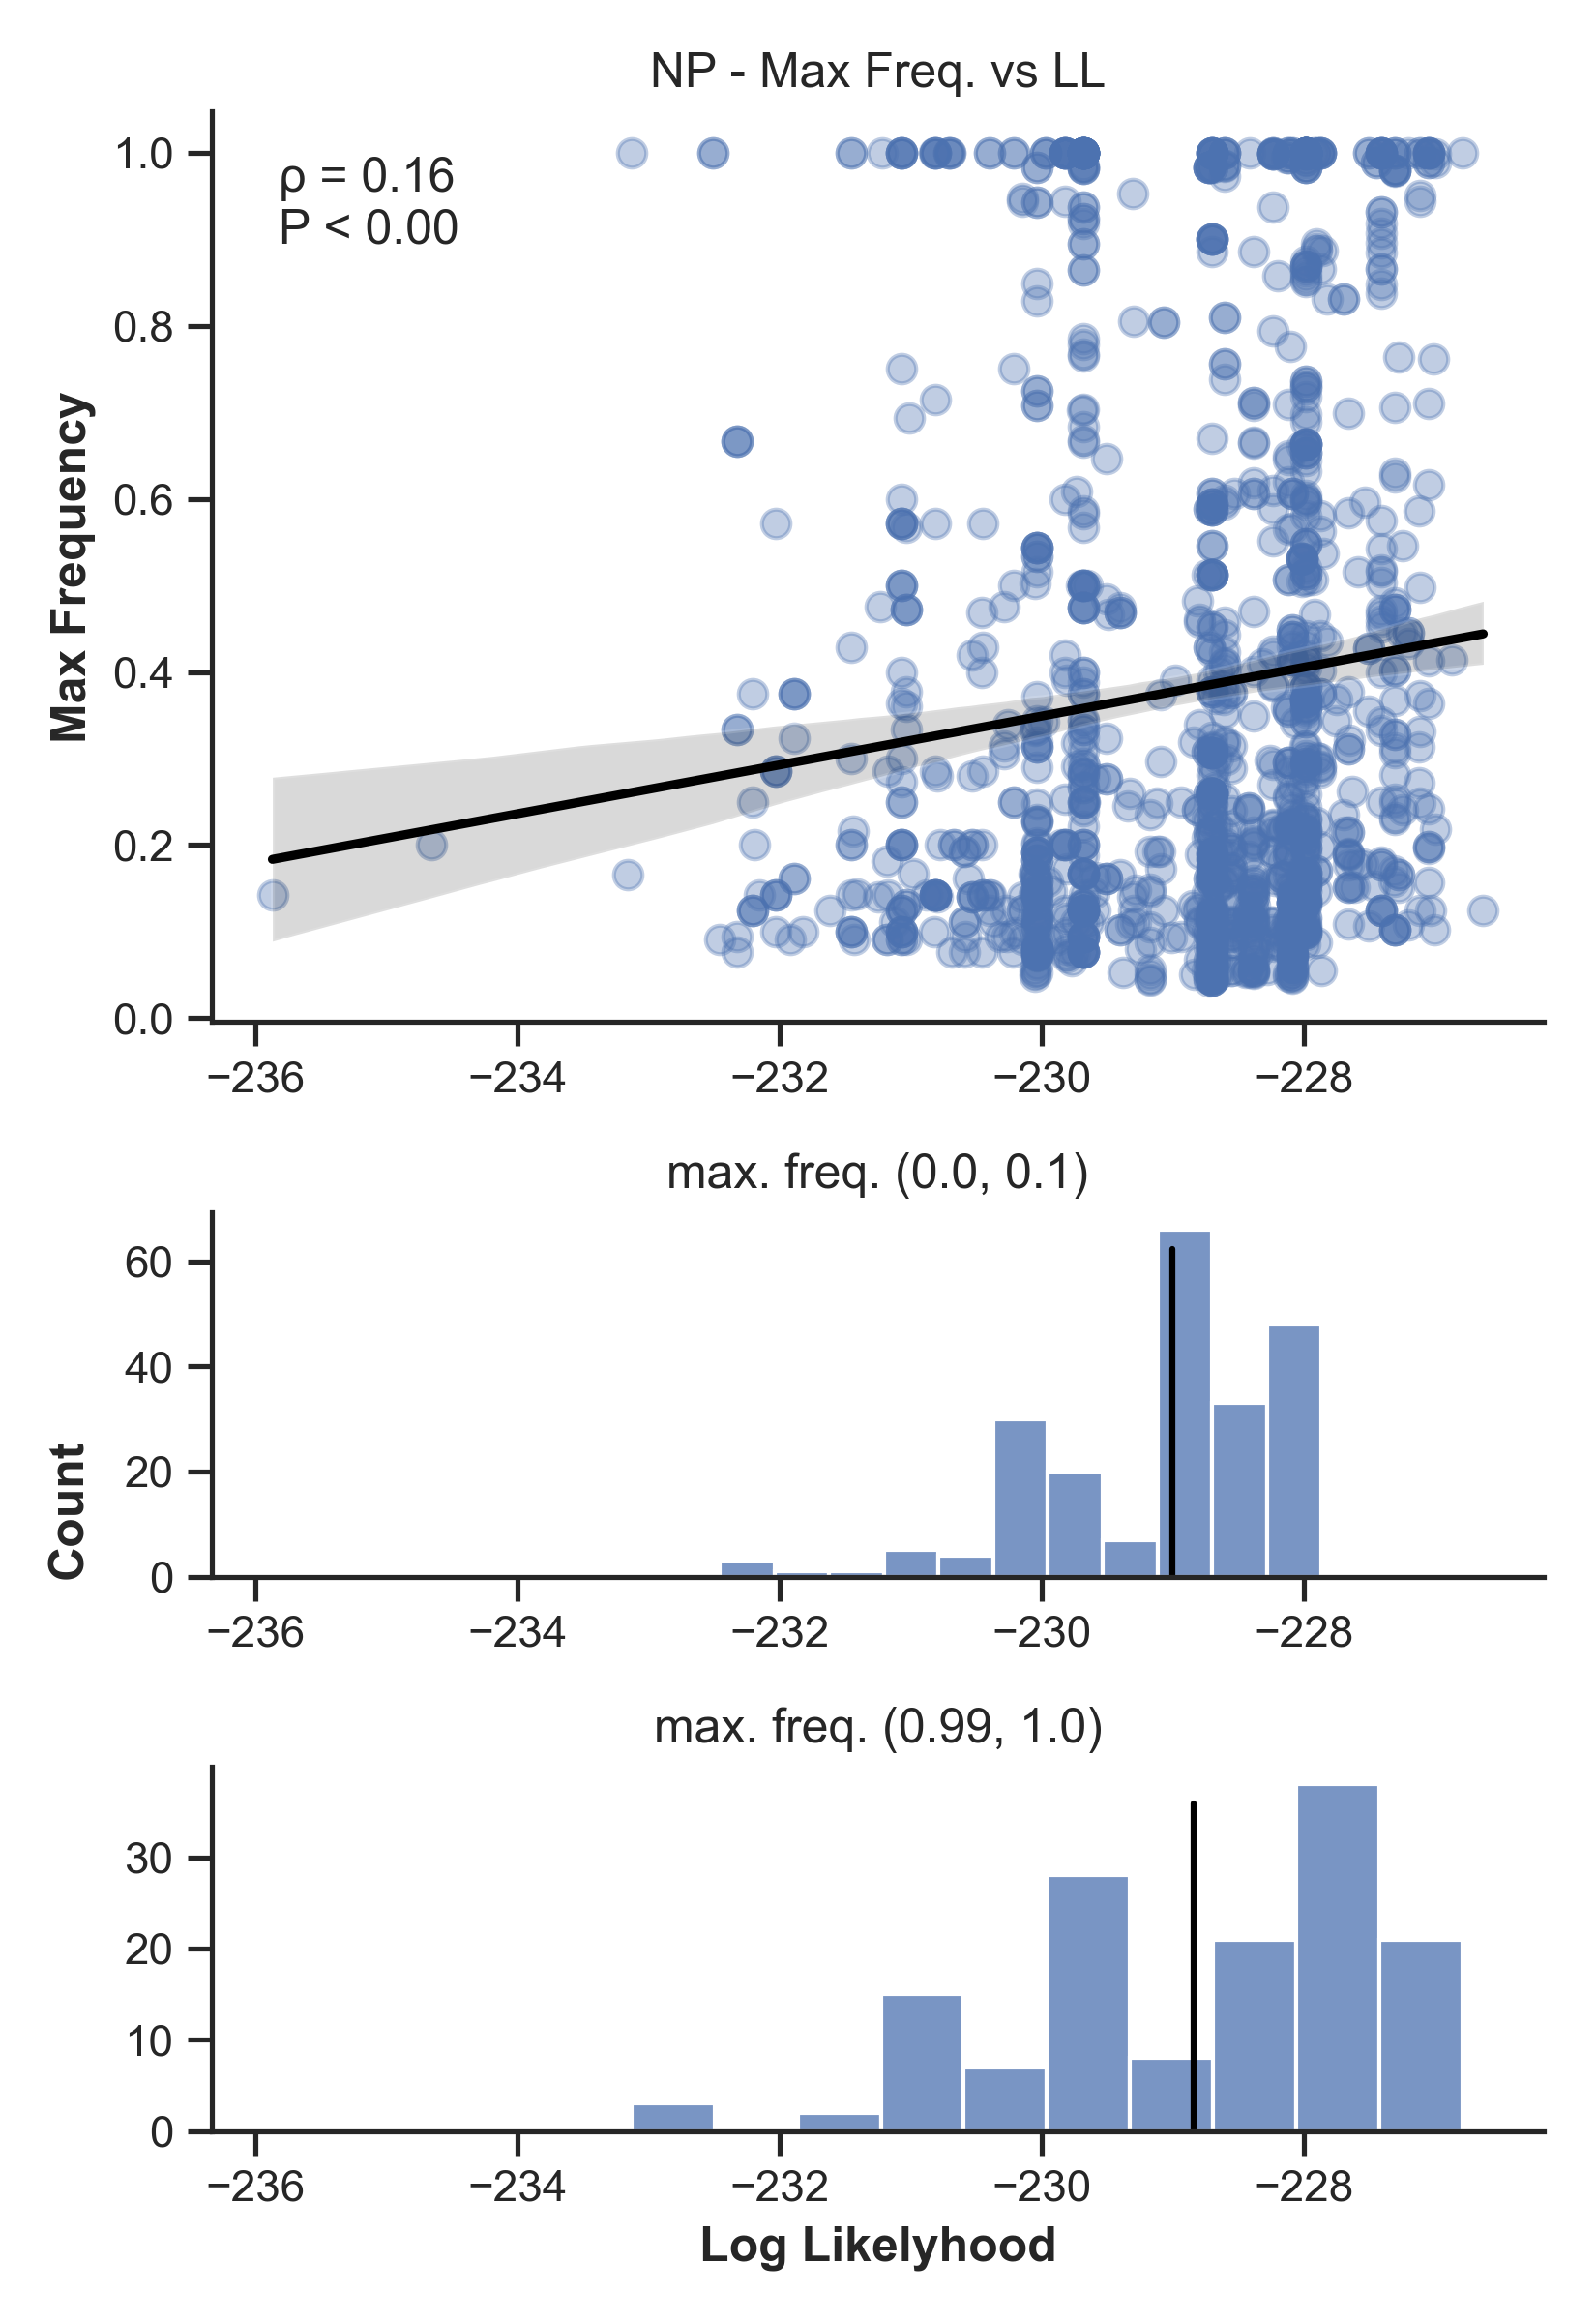 NP - Max Freq. vs LL
ρ = 0.16
P < 0.00
Max Frequency
1.0
0.8
0.6
0.4
0.2
0.0
−236 −234 −232 −230 −228
max. freq. (0.0, 0.1)
Count
60
40
20
0
−236 −234 −232 −230 −228
max. freq. (0.99, 1.0)
30
20
10
0
−236 −234 −232 −230 −228
Log Likelyhood